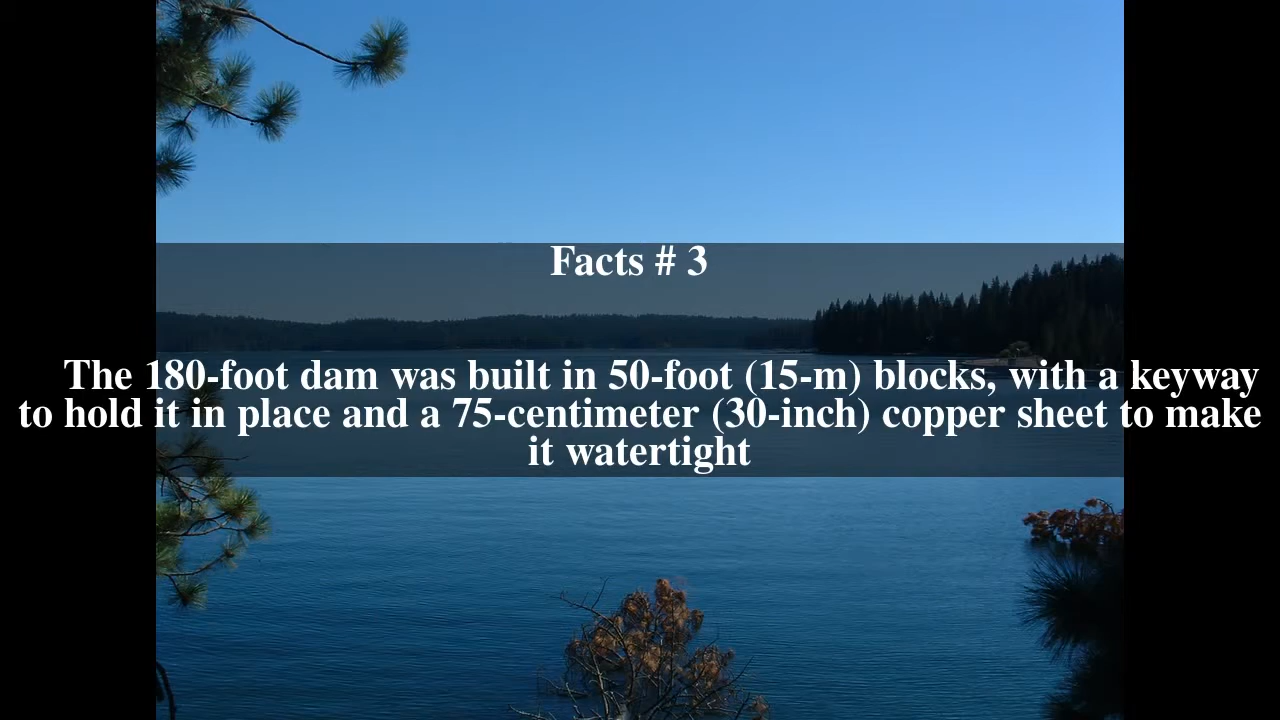 Facts # 3
The 180-foot dam was built in 50-foot (15-m) blocks, with a keyway
to hold it in place and a 75-centimeter (30-inch) copper sheet to make
it watertight